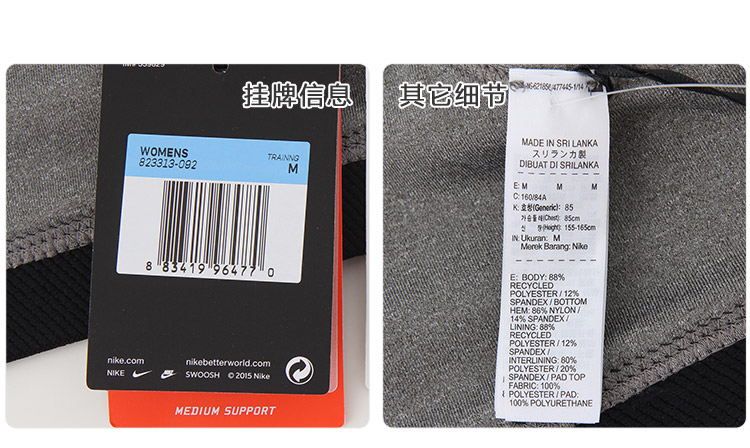 挂牌信息
WOMENS
823313-092
TRAINNG
M
8 83419 96477 0
nike.com
nikebetterworld.com
NIKE
SWOOSH © 2015 Nike
MEDIUM SUPPORT
其它细节
MADE IN SRI LANKA
スリランカ製
DIBUAT DI SRILANKA
E: M M M
C: 160/84A
K: 호칭(Generic): 85
가슴둘레(Chest): 85cm
신 장(Height): 155-165cm
IN: Ukuran: M
Merek Barang: Nike
E: BODY: 88%
RECYCLED
POLYESTER / 12%
SPANDEX / BOTTOM
HEM: 86% NYLON /
14% SPANDEX /
LINING: 88%
RECYCLED
POLYESTER / 12%
SPANDEX /
INTERLINING: 80%
POLYESTER / 20%
SPANDEX / PAD TOP
FABRIC: 100%
POLYESTER / PAD:
100% POLYURETHANE